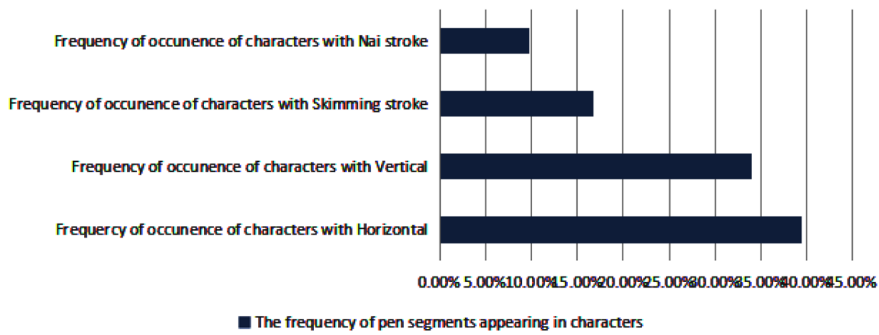 Frequency of occunence of characters with Nai stroke
Frequency of occunence of characters with Skimming stroke
Frequency of occunence of characters with Vertical
Frequercy of occunence of characters with Horizontal
0.00% 5.00% 10.00% 15.00% 20.00% 25.00% 30.00% 35.00% 40.00% 45.00%
The frequency of pen segments appearing in characters